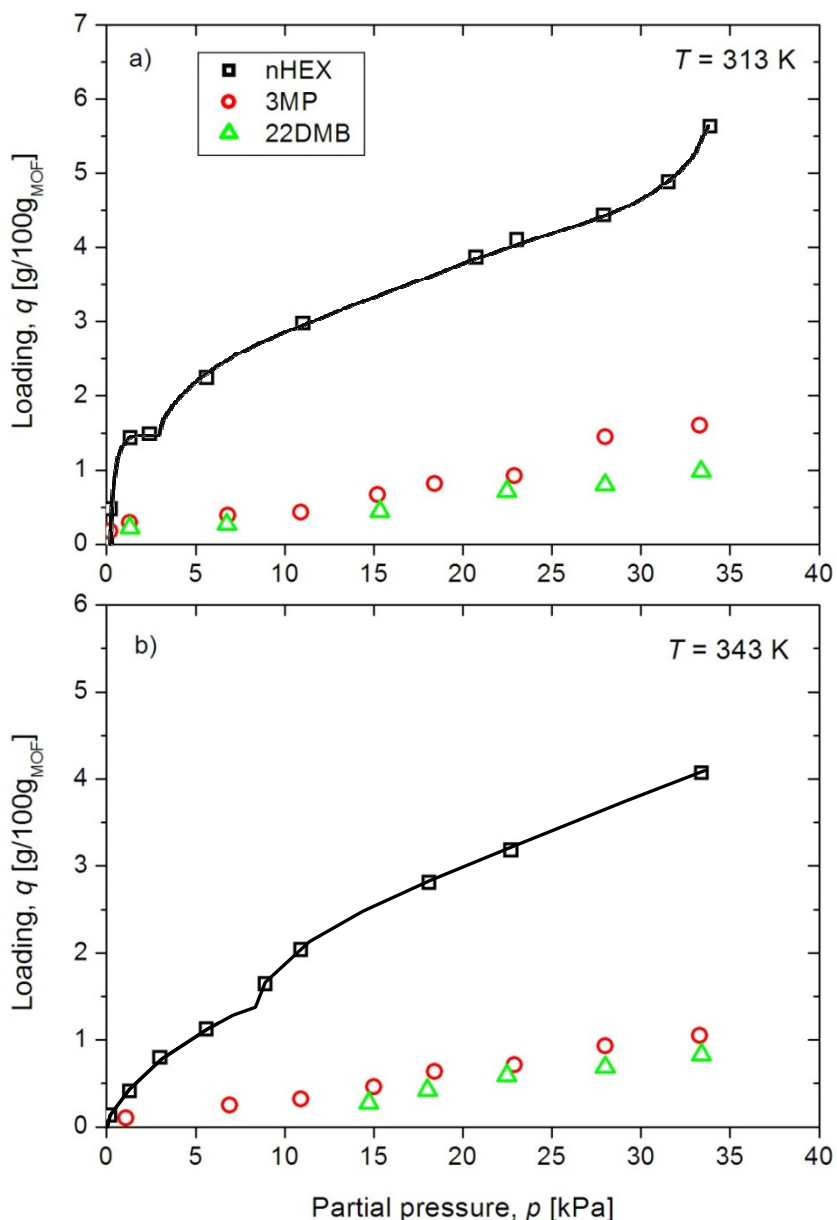 a)
T = 313 K
nHEX
3MP
22DMB
Loading, q [g/100g_MOF]
7
6
5
4
3
2
1
0
0 5 10 15 20 25 30 35 40
b)
T = 343 K
Loading, q [g/100g_MOF]
6
5
4
3
2
1
0
0 5 10 15 20 25 30 35 40
Partial pressure, p [kPa]